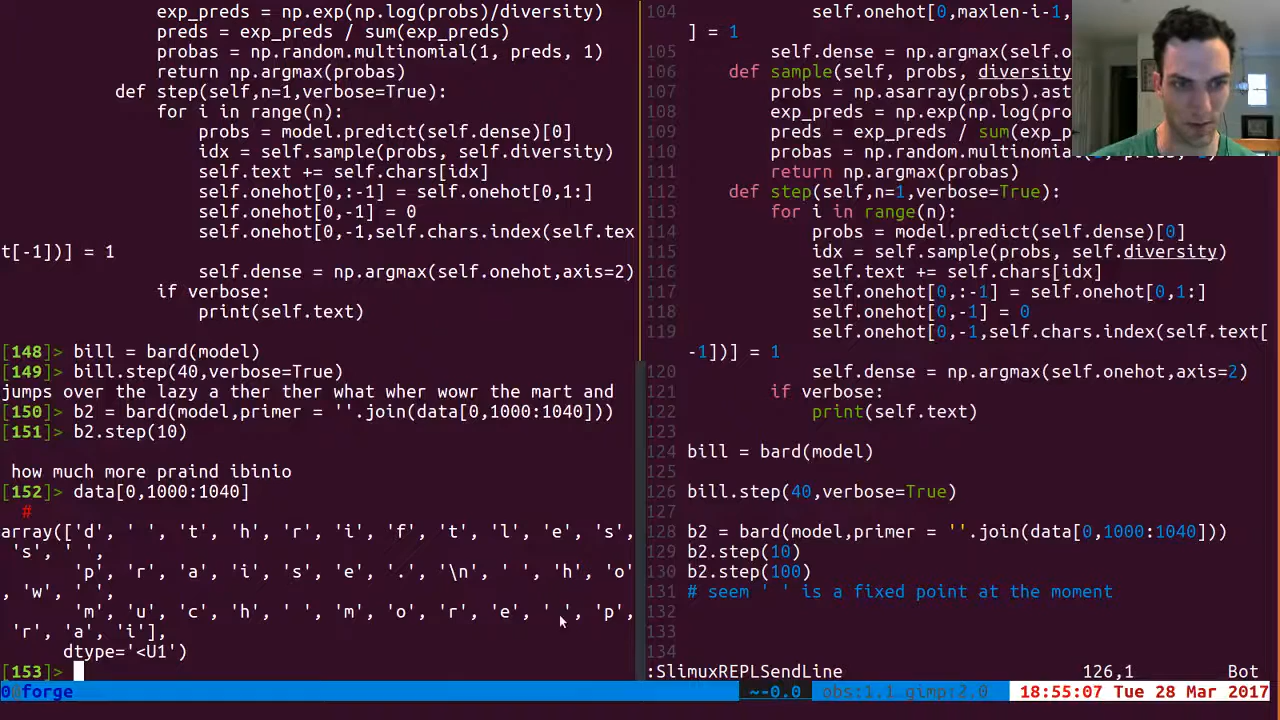 exp_preds = np.exp(np.log(probs)/diversity)
preds = exp_preds / sum(exp_preds)
probas = np.random.multinomial(1, preds, 1)
return np.argmax(probas)
def step(self,n=1,verbose=True):
for i in range(n):
probs = model.predict(self.dense)[0]
idx = self.sample(probs, self.diversity)
self.text += self.chars[idx]
self.onehot[0,:-1] = self.onehot[0,1:]
self.onehot[0,-1] = 0
self.onehot[0,-1,self.chars.index(self.tex
t[-1])] = 1
self.dense = np.argmax(self.onehot,axis=2)
if verbose:
print(self.text)
[148]> bill = bard(model)
[149]> bill.step(40,verbose=True)
jumps over the lazy a ther ther what wher wowr the mart and
[150]> b2 = bard(model,primer = ''.join(data[0,1000:1040]))
[151]> b2.step(10)
how much more praind ibinio
[152]> data[0,1000:1040]
#
array(['d', ' ', 't', 'h', 'r', 'i', 'f', 't', 'l', 'e', 's',
's', ' ',
'p', 'r', 'a', 'i', 's', 'e', '.', '\n', ' ', 'h', 'o'
, 'w', ' ',
'm', 'u', 'c', 'h', ' ', 'm', 'o', 'r', 'e', ' ', 'p',
'r', 'a', 'i'],
dtype='<U1')
[153]>
0 forge
104 self.onehot[0,maxlen-i-1,
] = 1
105 self.dense = np.argmax(self.o
106 def sample(self, probs, diversity
107 probs = np.asarray(probs).ast
108 exp_preds = np.exp(np.log(pro
109 preds = exp_preds / sum(exp_p
110 probas = np.random.multinomial
111 return np.argmax(probas)
112 def step(self,n=1,verbose=True):
113 for i in range(n):
114 probs = model.predict(self.dense)[0]
115 idx = self.sample(probs, self.diversity)
116 self.text += self.chars[idx]
117 self.onehot[0,:-1] = self.onehot[0,1:]
118 self.onehot[0,-1] = 0
119 self.onehot[0,-1,self.chars.index(self.text[
-1])] = 1
120 self.dense = np.argmax(self.onehot,axis=2)
121 if verbose:
122 print(self.text)
123
124 bill = bard(model)
126 bill.step(40,verbose=True)
128 b2 = bard(model,primer = ''.join(data[0,1000:1040]))
129 b2.step(10)
130 b2.step(100)
131 # seem ' ' is a fixed point at the moment
132
133
134
:SlimuxREPLSendLine 126,1 Bot
~-0.0 obs:1.1 gimp:2.0 18:55:07 Tue 28 Mar 2017